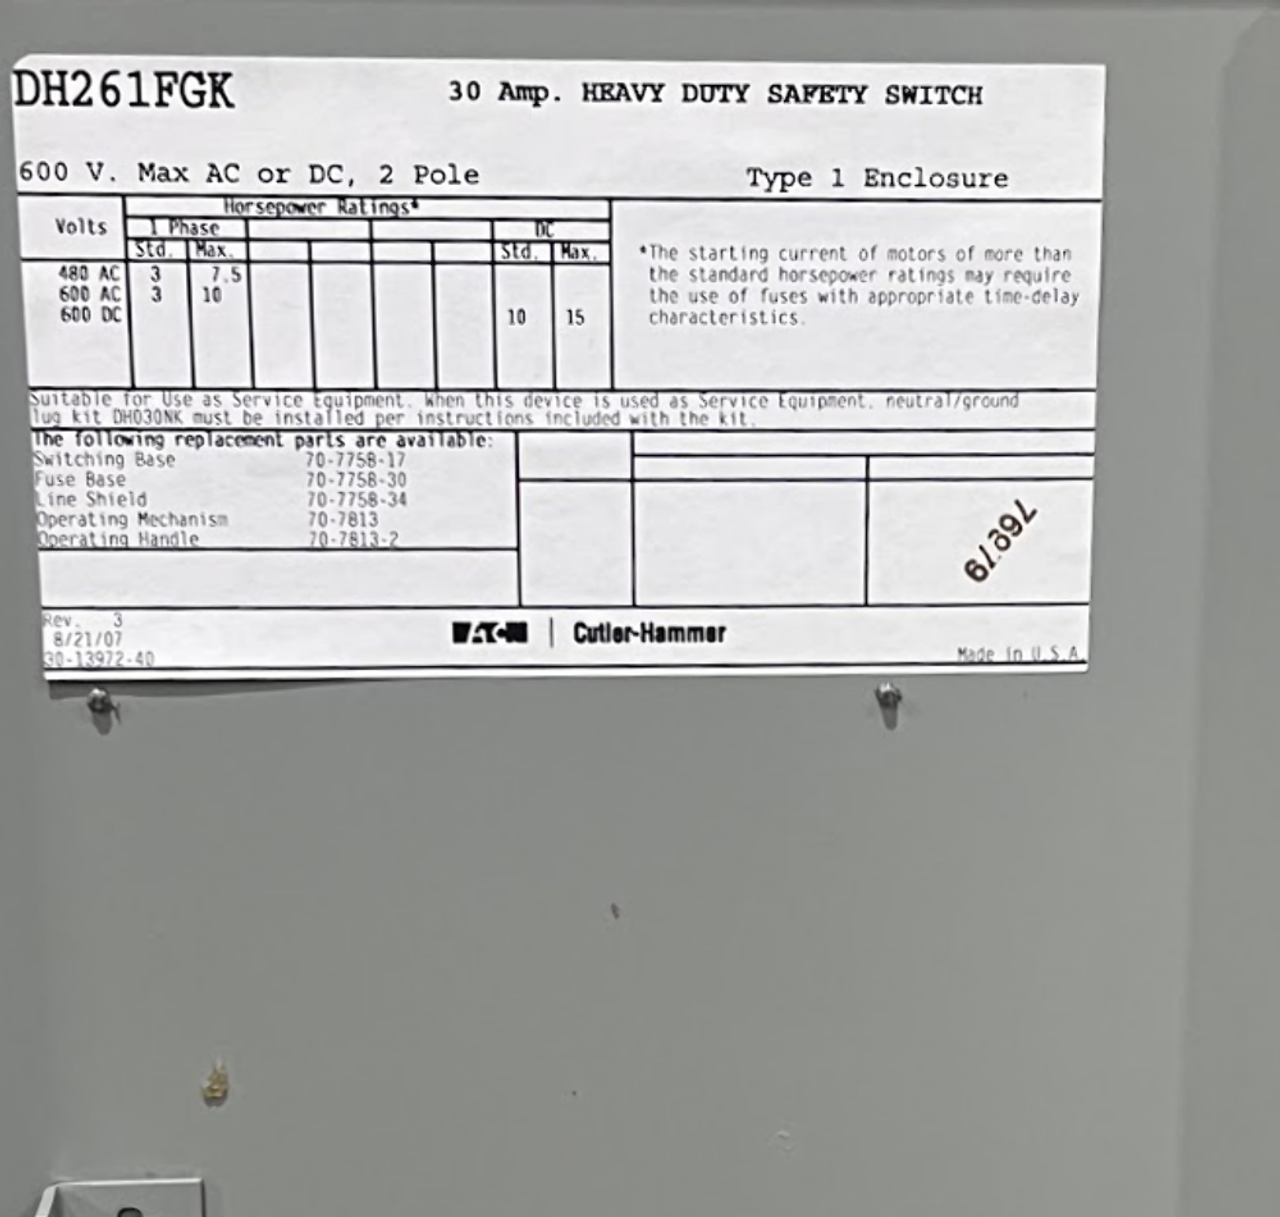 DH261FGK 30 Amp. HEAVY DUTY SAFETY SWITCH
600 V. Max AC or DC, 2 Pole Type 1 Enclosure
Horsepower Ratings*
Volts 1 Phase DC
Std. Max. Std. Max.
480 AC 3 7.5
600 AC 3 10
600 DC 10 15
*The starting current of motors of more than
the standard horsepower ratings may require
the use of fuses with appropriate time-delay
characteristics.
Suitable for Use as Service Equipment. When this device is used as Service Equipment, neutral/ground
lug kit DH030NK must be installed per instructions included with the kit.
The following replacement parts are available:
Switching Base 70-7758-17
Fuse Base 70-7758-30
Line Shield 70-7758-34
Operating Mechanism 70-7813
Operating Handle 70-7813-2
Rev. 3
8/21/07
30-13972-40
EATON | Cutler-Hammer
Made in U.S.A.